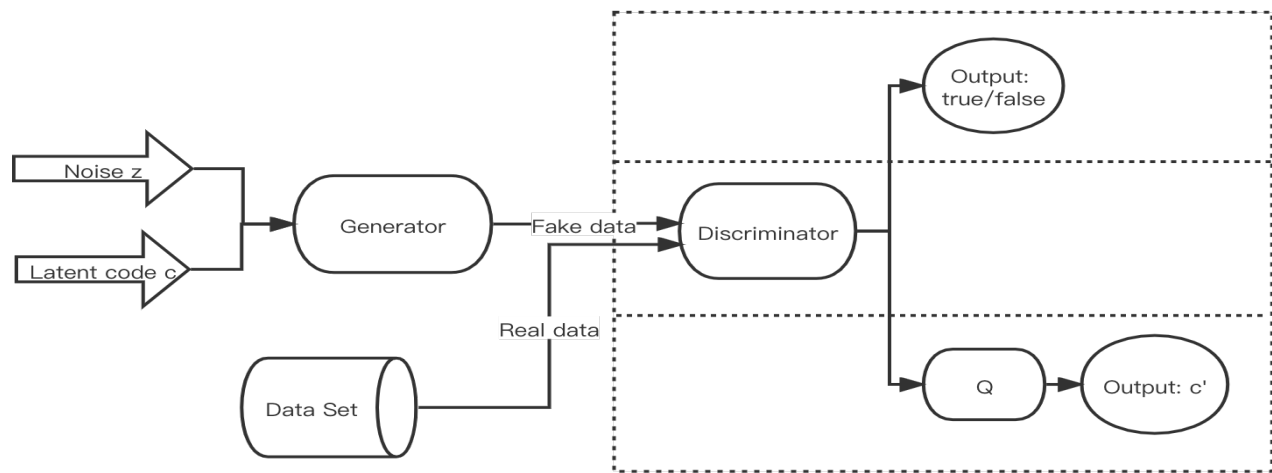 Noise z
Latent code c
Generator
Fake data
Real data
Data Set
Discriminator
Output:
true/false
Q
Output: c'